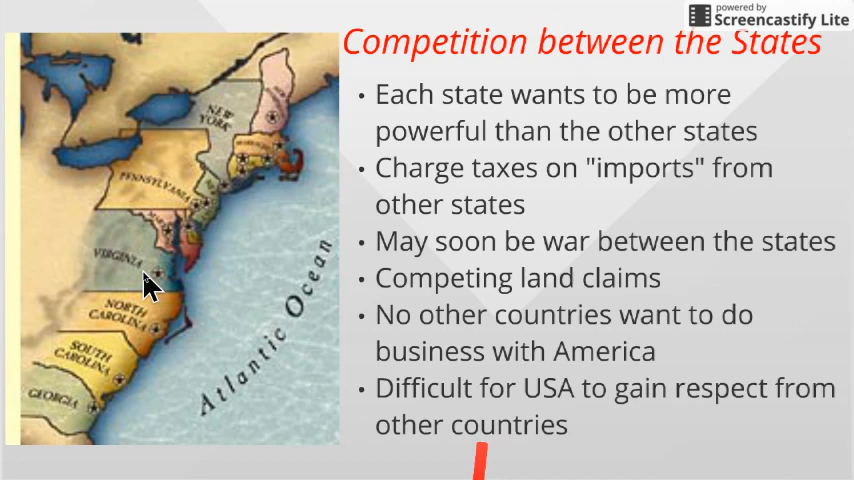 powered by
Screencastify Lite
Competition between the States
• Each state wants to be more
powerful than the other states
• Charge taxes on "imports" from
other states
• May soon be war between the states
• Competing land claims
• No other countries want to do
business with America
• Difficult for USA to gain respect from
other countries
NEW
YORK
PENNSYLVANIA
VIRGINIA
NORTH
CAROLINA
SOUTH
CAROLINA
GEORGIA
Atlantic Ocean